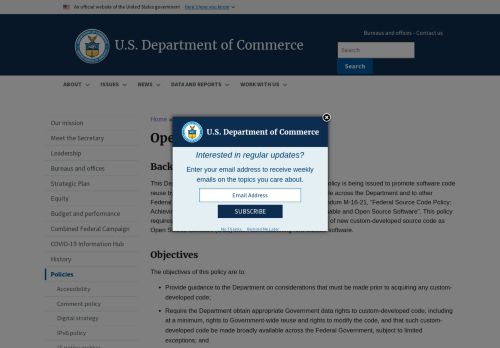 An official website of the United States government Here's how you know
U.S. Department of Commerce
Bureaus and offices - Contact us
Search
Search
ABOUT ISSUES NEWS DATA AND REPORTS WORK WITH US
Our mission
Meet the Secretary
Leadership
Bureaus and offices
Strategic Plan
Equity
Budget and performance
Combined Federal Campaign
COVID-19 Information Hub
History
Policies
Accessibility
Comment policy
Digital strategy
IPv6 policy
Home
Ope
Back
U.S. Department of Commerce
Interested in regular updates?
Enter your email address to receive weekly
emails on the topics you care about.
Email Address
SUBSCRIBE
No Thanks Remind Me Later
This De policy is being issued to promote software code
reuse b e across the Department and to other
Federal dum M-16-21, "Federal Source Code Policy:
Achievi able and Open Source Software". This policy
requires of new custom-developed source code as
Open software.
Objectives
The objectives of this policy are to:
Provide guidance to the Department on considerations that must be made prior to acquiring any custom-
developed code;
Require the Department obtain appropriate Government data rights to custom-developed code, including
at a minimum, rights to Government-wide reuse and rights to modify the code, and that such custom-
developed code be made broadly available across the Federal Government, subject to limited
exceptions; and